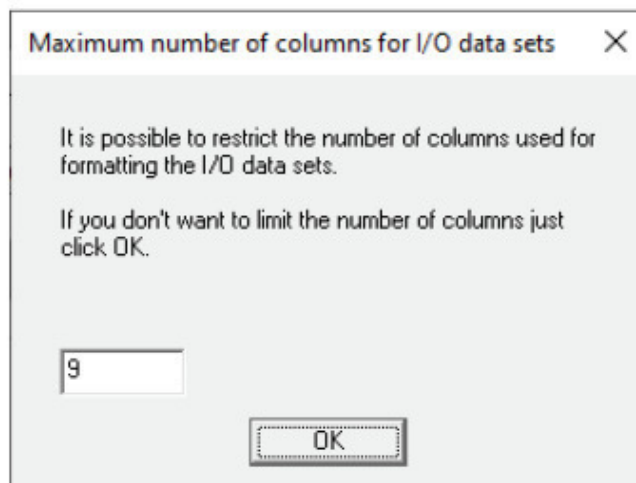 Maximum number of columns for I/O data sets
It is possible to restrict the number of columns used for
formatting the I/O data sets.
If you don't want to limit the number of columns just
click OK.
9
OK